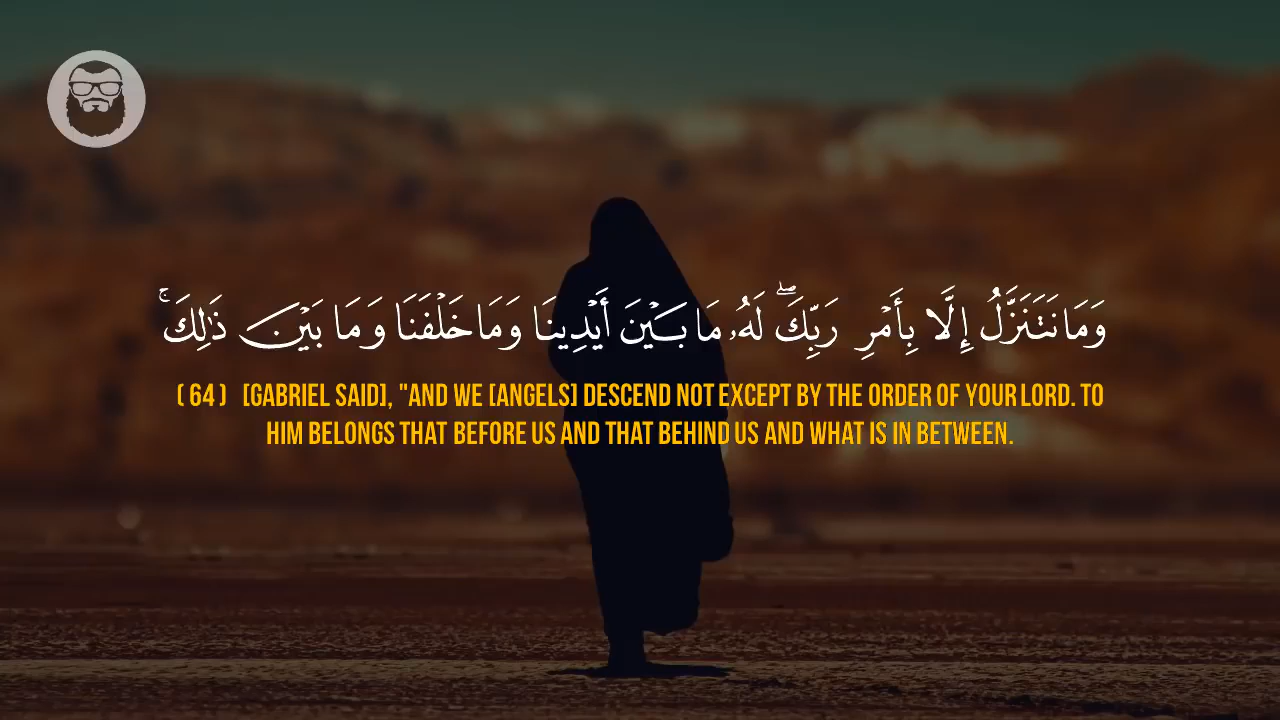 وَمَا نَتَنَزَّلُ إِلَّا بِأَمْرِ رَبِّكَ ۖ لَهُۥ مَا بَيْنَ أَيْدِينَا وَمَا خَلْفَنَا وَمَا بَيْنَ ذَٰلِكَ ۚ
( 64 ) [GABRIEL SAID], "AND WE [ANGELS] DESCEND NOT EXCEPT BY THE ORDER OF YOUR LORD. TO
HIM BELONGS THAT BEFORE US AND THAT BEHIND US AND WHAT IS IN BETWEEN.